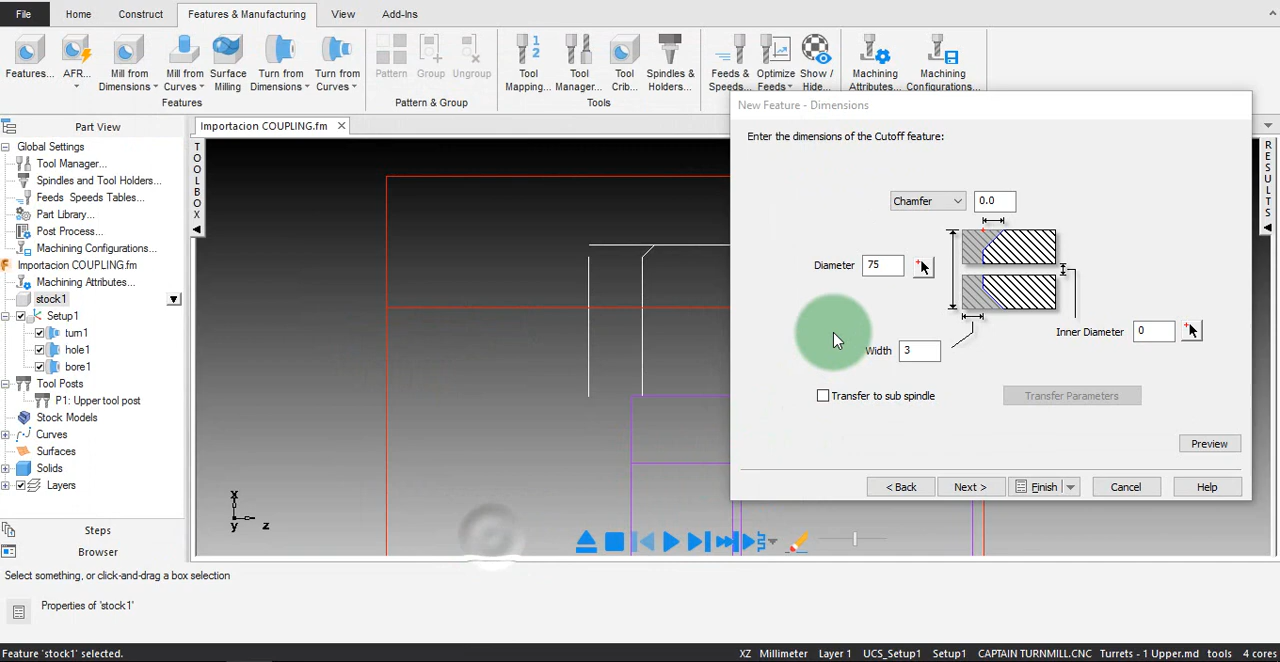 File Home Construct Features & Manufacturing View Add-Ins
Features... AFR... Mill from Dimensions Mill from Curves Surface Milling Turn from Dimensions Turn from Curves Pattern Group Ungroup Tool Mapping... Tool Manager... Tool Crib... Spindles & Holders... Feeds & Speeds... Optimize Feeds Show / Hide... Machining Attributes... Machining Configurations...
Features Pattern & Group Tools
New Feature - Dimensions
Part View
Importacion COUPLING.fm
TOOLBOX
RESULTS
Global Settings
Tool Manager...
Spindles and Tool Holders...
Feeds Speeds Tables...
Part Library...
Post Process...
Machining Configurations...
Importacion COUPLING.fm
Machining Attributes...
stock1
Setup1
turn1
hole1
bore1
Tool Posts
P1: Upper tool post
Stock Models
Curves
Surfaces
Solids
Layers
Steps
Browser
Enter the dimensions of the Cutoff feature:
Chamfer 0.0
Diameter 75
Inner Diameter 0
Width 3
Transfer to sub spindle Transfer Parameters
Preview
< Back Next > Finish Cancel Help
x
y z
Select something, or click-and-drag a box selection
Properties of 'stock1'
Feature 'stock1' selected. XZ Millimeter Layer 1 UCS_Setup1 Setup1 CAPTAIN TURNMILL.CNC Turrets - 1 Upper.md tools 4 cores